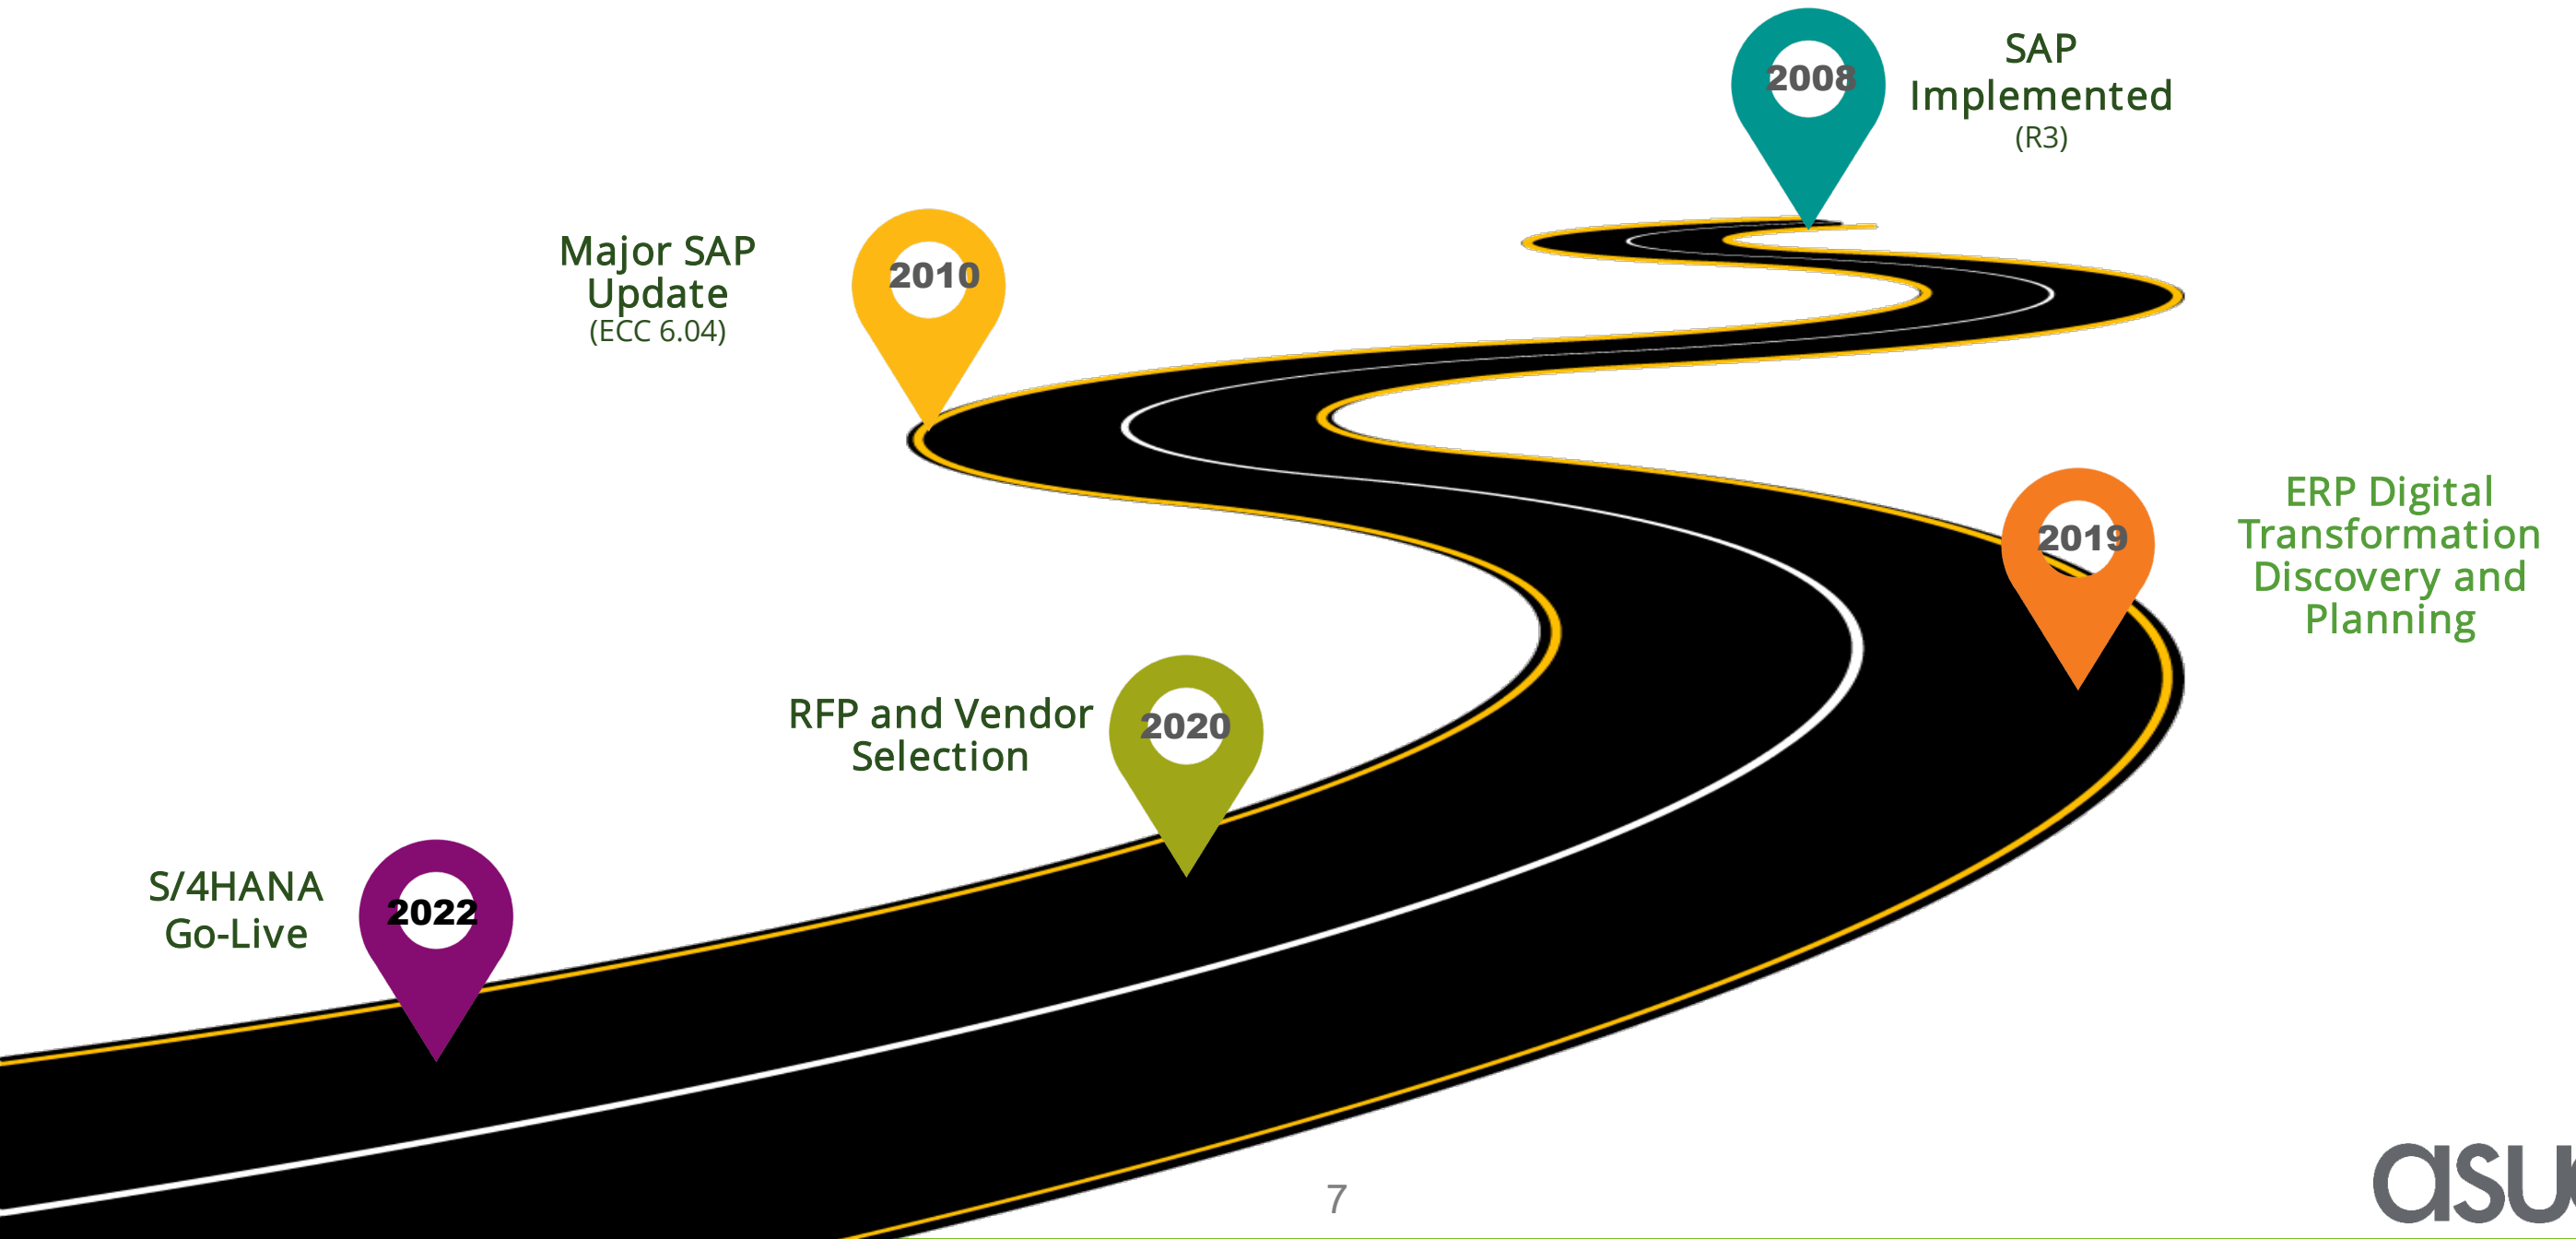 2008
SAP
Implemented
(R3)
2010
Major SAP
Update
(ECC 6.04)
2019
ERP Digital
Transformation
Discovery and
Planning
2020
RFP and Vendor
Selection
2022
S/4HANA
Go-Live
7